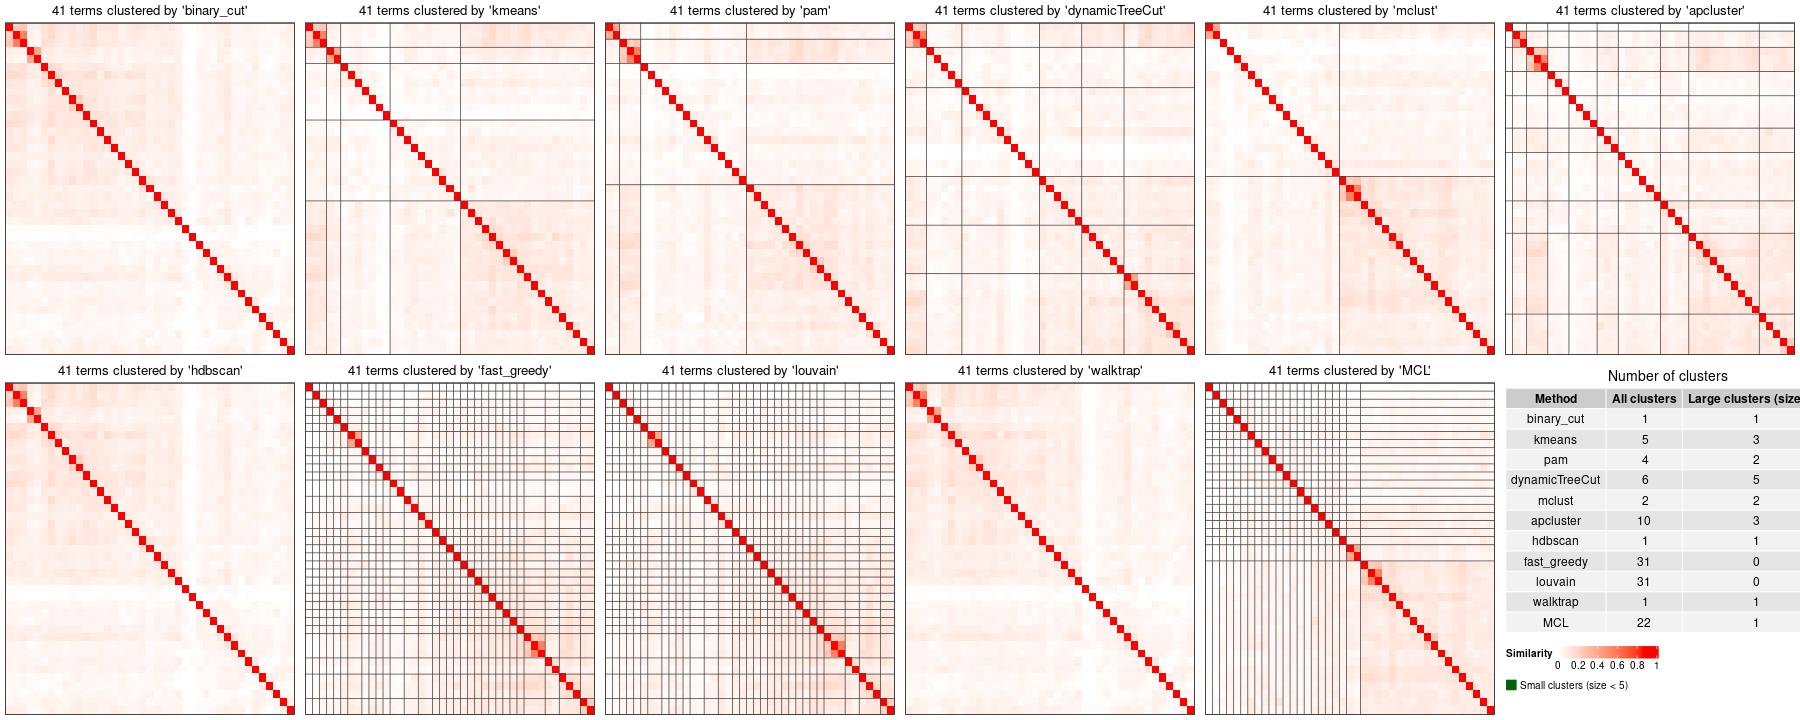 41 terms clustered by 'binary_cut'
41 terms clustered by 'kmeans'
41 terms clustered by 'pam'
41 terms clustered by 'dynamicTreeCut'
41 terms clustered by 'mclust'
41 terms clustered by 'apcluster'
41 terms clustered by 'hdbscan'
41 terms clustered by 'fast_greedy'
41 terms clustered by 'louvain'
41 terms clustered by 'walktrap'
41 terms clustered by 'MCL'
Number of clusters
Method All clusters Large clusters (size
binary_cut 1 1
kmeans 5 3
pam 4 2
dynamicTreeCut 6 5
mclust 2 2
apcluster 10 3
hdbscan 1 1
fast_greedy 31 0
louvain 31 0
walktrap 1 1
MCL 22 1
Similarity
0 0.2 0.4 0.6 0.8 1
Small clusters (size < 5)